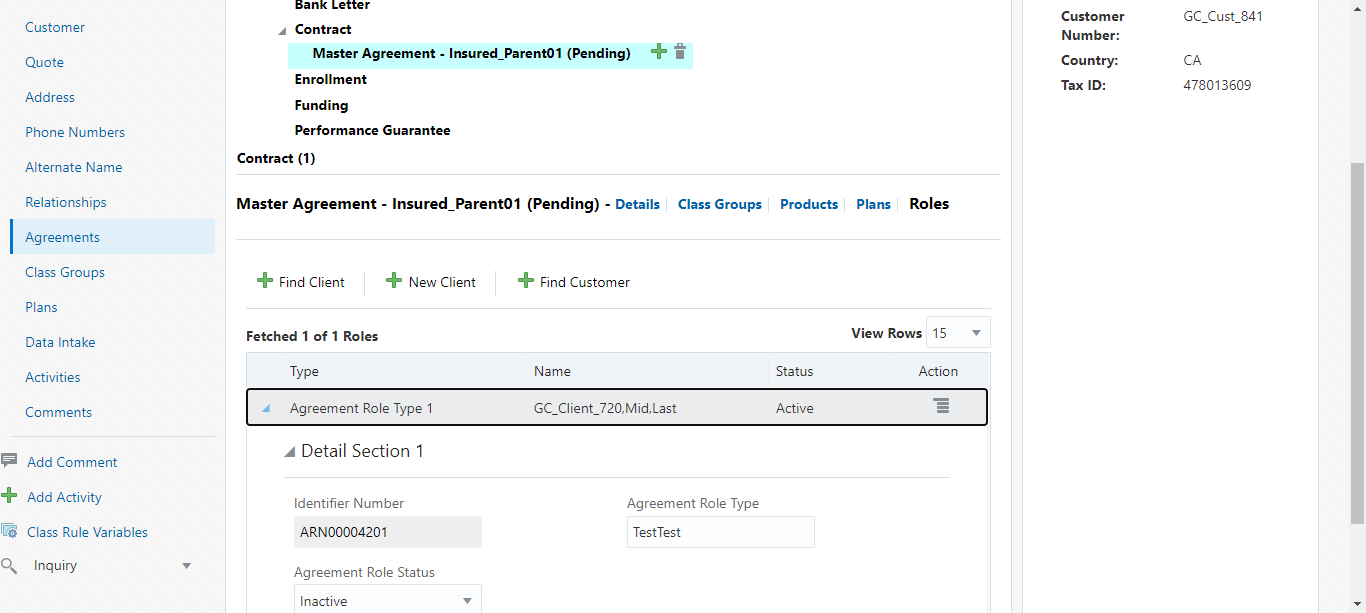 Customer
Quote
Address
Phone Numbers
Alternate Name
Relationships
Agreements
Class Groups
Plans
Data Intake
Activities
Comments
Add Comment
Add Activity
Class Rule Variables
Inquiry
Bank Letter
Contract
Master Agreement - Insured_Parent01 (Pending)
Enrollment
Funding
Performance Guarantee
Contract (1)
Master Agreement - Insured_Parent01 (Pending) - Details Class Groups Products Plans Roles
Find Client New Client Find Customer
Fetched 1 of 1 Roles View Rows 15
Type Name Status Action
Agreement Role Type 1 GC_Client_720,Mid,Last Active
Detail Section 1
Identifier Number Agreement Role Type
ARN00004201 TestTest
Agreement Role Status
Inactive
Customer GC_Cust_841
Number:
Country: CA
Tax ID: 478013609